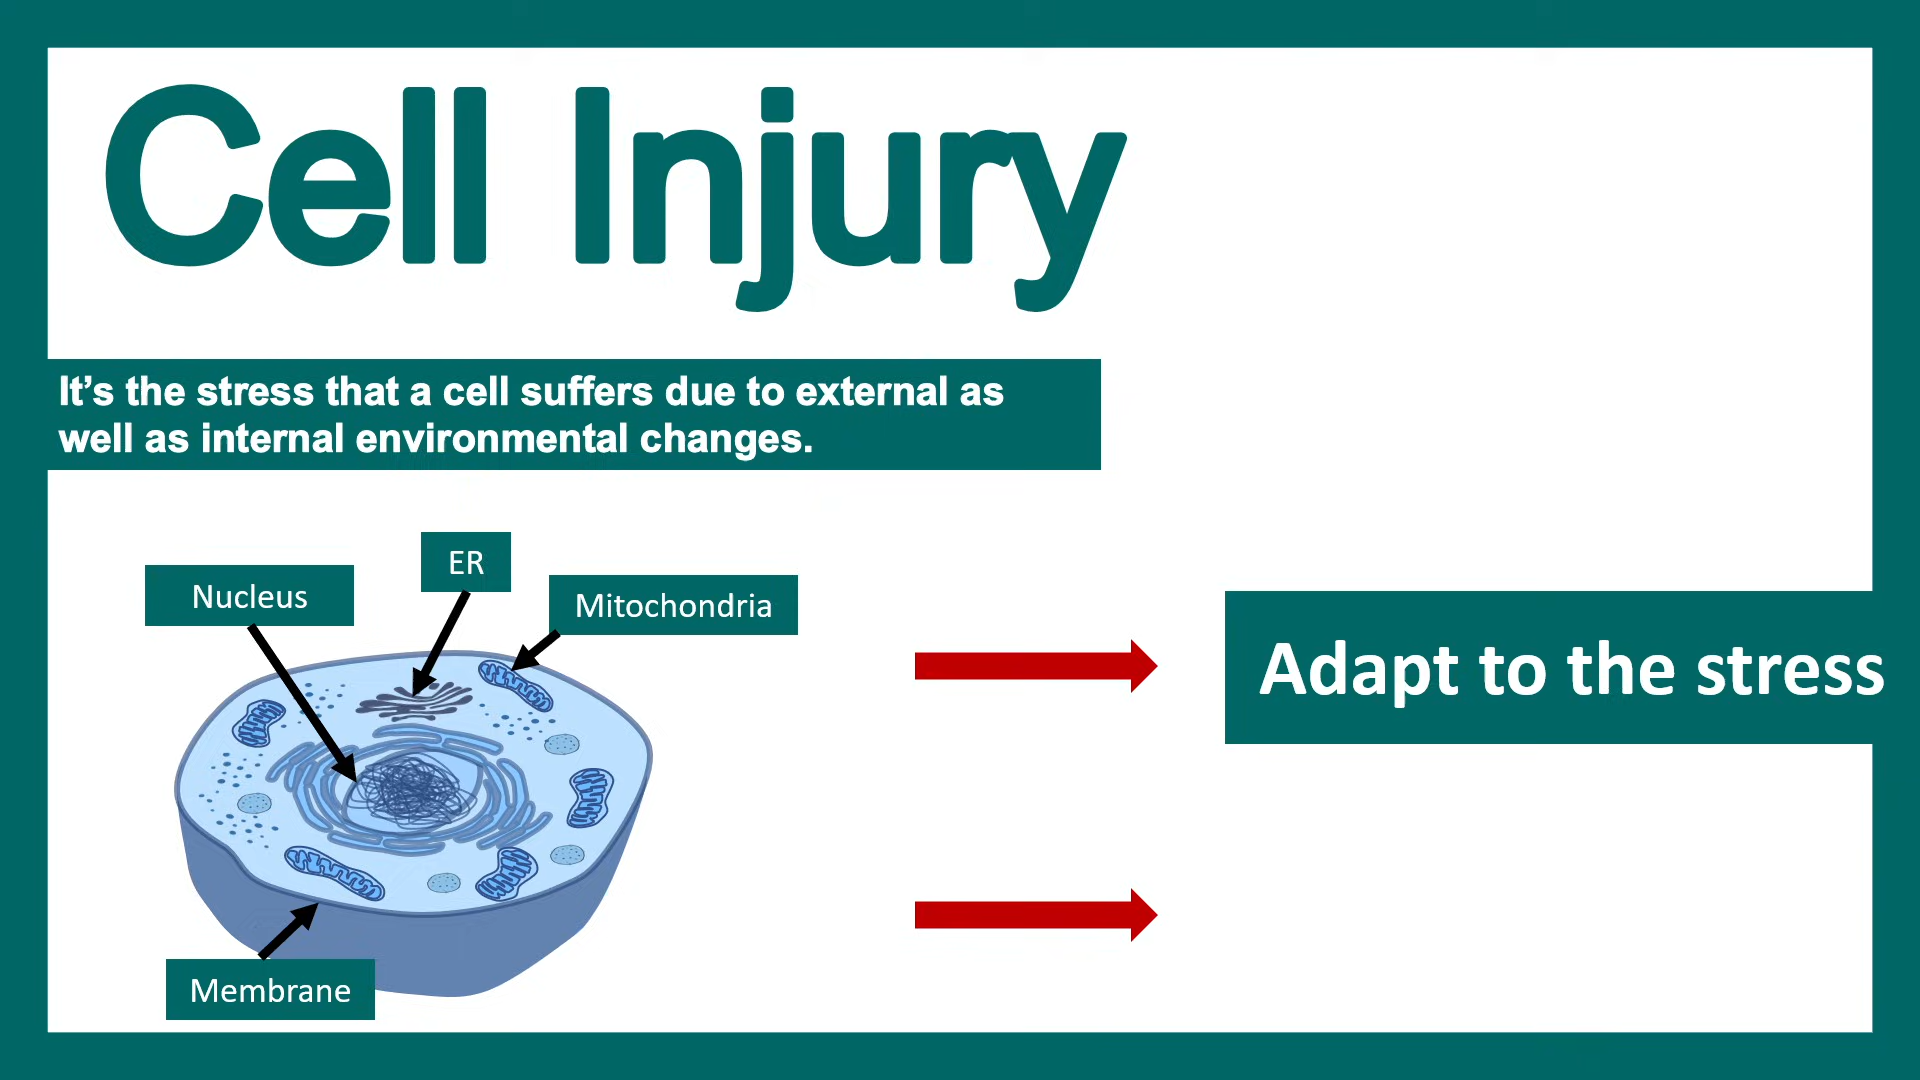 Cell Injury
It’s the stress that a cell suffers due to external as
well as internal environmental changes.
ER
Nucleus
Mitochondria
Adapt to the stress
Membrane